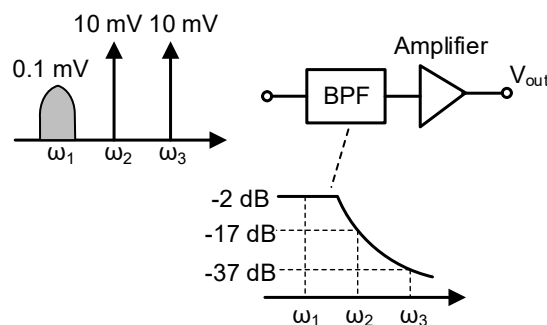 10 mV 10 mV
0.1 mV
ω1 ω2 ω3
Amplifier
BPF
Vout
-2 dB
-17 dB
-37 dB
ω1 ω2 ω3